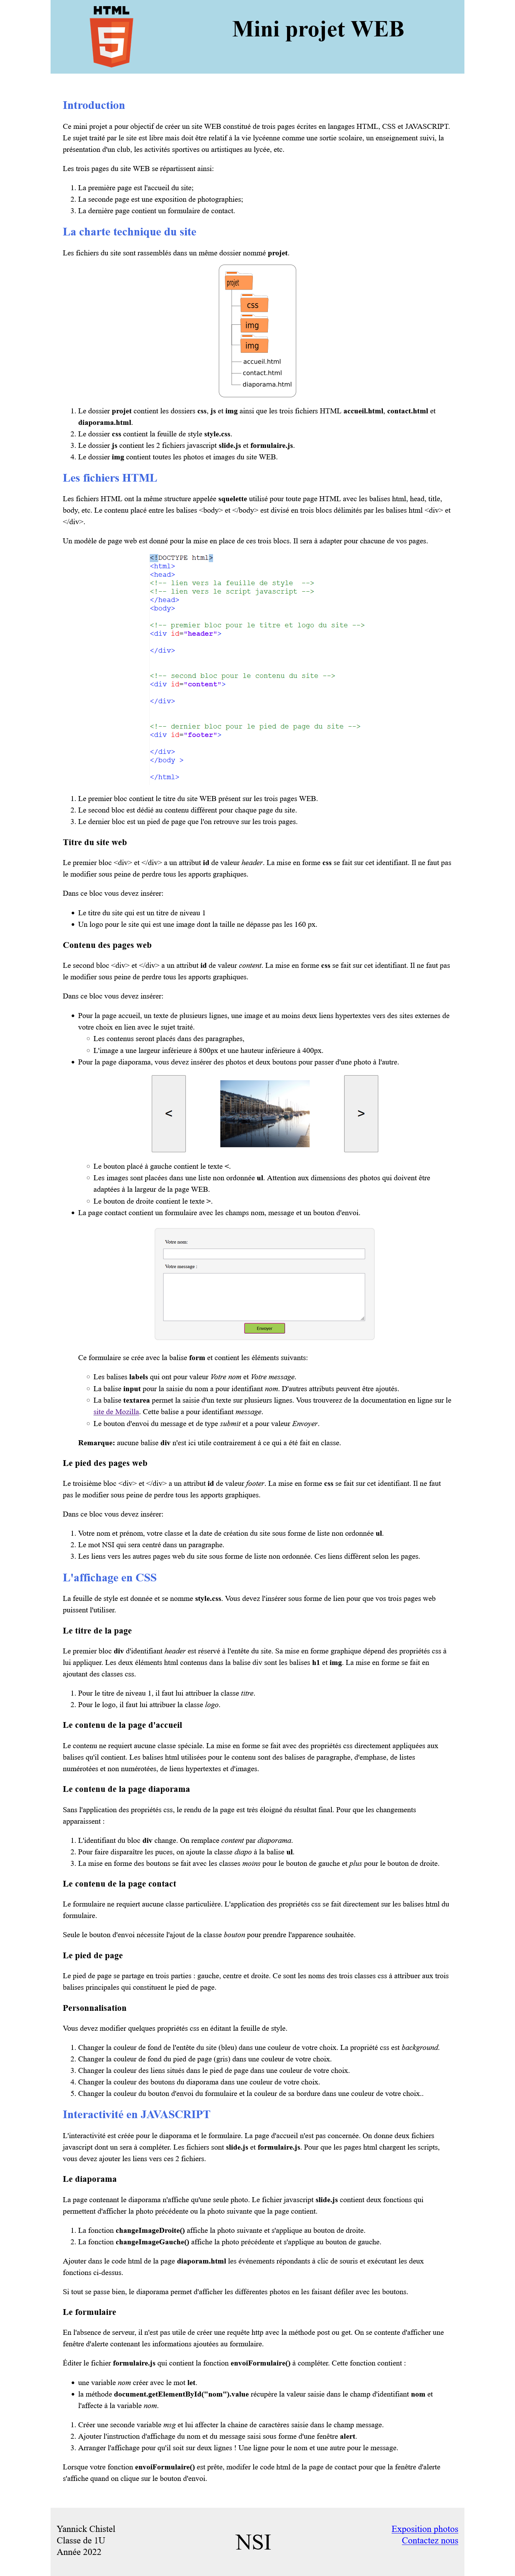 HTML
5
Mini projet WEB
Introduction
Ce mini projet a pour objectif de créer un site WEB constitué de trois pages écrites en langages HTML, CSS et JAVASCRIPT.
Le sujet traité par le site est libre mais doit être relatif à la vie lycéenne comme une sortie scolaire, un enseignement suivi, la
présentation d'un club, les activités sportives ou artistiques au lycée, etc.
Les trois pages du site WEB se répartissent ainsi:
1. La première page est l'accueil du site;
2. La seconde page est une exposition de photographies;
3. La dernière page contient un formulaire de contact.
La charte technique du site
Les fichiers du site sont rassemblés dans un même dossier nommé projet.
projet
css
img
img
accueil.html
contact.html
diaporama.html
1. Le dossier projet contient les dossiers css, js et img ainsi que les trois fichiers HTML accueil.html, contact.html et
diaporama.html.
2. Le dossier css contient la feuille de style style.css.
3. Le dossier js contient les 2 fichiers javascript slide.js et formulaire.js.
4. Le dossier img contient toutes les photos et images du site WEB.
Les fichiers HTML
Les fichiers HTML ont la même structure appelée squelette utilisé pour toute page HTML avec les balises html, head, title,
body, etc. Le contenu placé entre les balises <body> et </body> est divisé en trois blocs délimités par les balises html <div> et
</div>.
Un modèle de page web est donné pour la mise en place de ces trois blocs. Il sera à adapter pour chacune de vos pages.
<!DOCTYPE html>
<html>
<head>
<!-- lien vers la feuille de style -->
<!-- lien vers le script javascript -->
</head>
<body>
<!-- premier bloc pour le titre et logo du site -->
<div id="header">
</div>
<!-- second bloc pour le contenu du site -->
<div id="content">
</div>
<!-- dernier bloc pour le pied de page du site -->
<div id="footer">
</div>
</body >
</html>
1. Le premier bloc contient le titre du site WEB présent sur les trois pages WEB.
2. Le second bloc est dédié au contenu différent pour chaque page du site.
3. Le dernier bloc est un pied de page que l'on retrouve sur les trois pages.
Titre du site web
Le premier bloc <div> et </div> a un attribut id de valeur header. La mise en forme css se fait sur cet identifiant. Il ne faut pas
le modifier sous peine de perdre tous les apports graphiques.
Dans ce bloc vous devez insérer:
• Le titre du site qui est un titre de niveau 1
• Un logo pour le site qui est une image dont la taille ne dépasse pas les 160 px.
Contenu des pages web
Le second bloc <div> et </div> a un attribut id de valeur content. La mise en forme css se fait sur cet identifiant. Il ne faut pas
le modifier sous peine de perdre tous les apports graphiques.
Dans ce bloc vous devez insérer:
• Pour la page accueil, un texte de plusieurs lignes, une image et au moins deux liens hypertextes vers des sites externes de
votre choix en lien avec le sujet traité.
◦ Les contenus seront placés dans des paragraphes,
◦ L'image a une largeur inférieure à 800px et une hauteur inférieure à 400px.
• Pour la page diaporama, vous devez insérer des photos et deux boutons pour passer d'une photo à l'autre.
< >
◦ Le bouton placé à gauche contient le texte <.
◦ Les images sont placées dans une liste non ordonnée ul. Attention aux dimensions des photos qui doivent être
adaptées à la largeur de la page WEB.
◦ Le bouton de droite contient le texte >.
• La page contact contient un formulaire avec les champs nom, message et un bouton d'envoi.
Votre nom:
Votre message :
Envoyer
Ce formulaire se crée avec la balise form et contient les éléments suivants:
◦ Les balises labels qui ont pour valeur Votre nom et Votre message.
◦ La balise input pour la saisie du nom a pour identifiant nom. D'autres attributs peuvent être ajoutés.
◦ La balise textarea permet la saisie d'un texte sur plusieurs lignes. Vous trouverez de la documentation en ligne sur le
site de Mozilla. Cette balise a pour identifiant message.
◦ Le bouton d'envoi du message et de type submit et a pour valeur Envoyer.
Remarque: aucune balise div n'est ici utile contrairement à ce qui a été fait en classe.
Le pied des pages web
Le troisième bloc <div> et </div> a un attribut id de valeur footer. La mise en forme css se fait sur cet identifiant. Il ne faut
pas le modifier sous peine de perdre tous les apports graphiques.
Dans ce bloc vous devez insérer:
1. Votre nom et prénom, votre classe et la date de création du site sous forme de liste non ordonnée ul.
2. Le mot NSI qui sera centré dans un paragraphe.
3. Les liens vers les autres pages web du site sous forme de liste non ordonnée. Ces liens diffèrent selon les pages.
L'affichage en CSS
La feuille de style est donnée et se nomme style.css. Vous devez l'insérer sous forme de lien pour que vos trois pages web
puissent l'utiliser.
Le titre de la page
Le premier bloc div d'identifiant header est réservé à l'entête du site. Sa mise en forme graphique dépend des propriétés css à
lui appliquer. Les deux éléments html contenus dans la balise div sont les balises h1 et img. La mise en forme se fait en
ajoutant des classes css.
1. Pour le titre de niveau 1, il faut lui attribuer la classe titre.
2. Pour le logo, il faut lui attribuer la classe logo.
Le contenu de la page d'accueil
Le contenu ne requiert aucune classe spéciale. La mise en forme se fait avec des propriétés css directement appliquées aux
balises qu'il contient. Les balises html utilisées pour le contenu sont des balises de paragraphe, d'emphase, de listes
numérotées et non numérotées, de liens hypertextes et d'images.
Le contenu de la page diaporama
Sans l'application des propriétés css, le rendu de la page est très éloigné du résultat final. Pour que les changements
apparaissent :
1. L'identifiant du bloc div change. On remplace content par diaporama.
2. Pour faire disparaître les puces, on ajoute la classe diapo à la balise ul.
3. La mise en forme des boutons se fait avec les classes moins pour le bouton de gauche et plus pour le bouton de droite.
Le contenu de la page contact
Le formulaire ne requiert aucune classe particulière. L'application des propriétés css se fait directement sur les balises html du
formulaire.
Seule le bouton d'envoi nécessite l'ajout de la classe bouton pour prendre l'apparence souhaitée.
Le pied de page
Le pied de page se partage en trois parties : gauche, centre et droite. Ce sont les noms des trois classes css à attribuer aux trois
balises principales qui constituent le pied de page.
Personnalisation
Vous devez modifier quelques propriétés css en éditant la feuille de style.
1. Changer la couleur de fond de l'entête du site (bleu) dans une couleur de votre choix. La propriété css est background.
2. Changer la couleur de fond du pied de page (gris) dans une couleur de votre choix.
3. Changer la couleur des liens situés dans le pied de page dans une couleur de votre choix.
4. Changer la couleur des boutons du diaporama dans une couleur de votre choix.
5. Changer la couleur du bouton d'envoi du formulaire et la couleur de sa bordure dans une couleur de votre choix..
Interactivité en JAVASCRIPT
L'interactivité est créée pour le diaporama et le formulaire. La page d'accueil n'est pas concernée. On donne deux fichiers
javascript dont un sera à compléter. Les fichiers sont slide.js et formulaire.js. Pour que les pages html chargent les scripts,
vous devez ajouter les liens vers ces 2 fichiers.
Le diaporama
La page contenant le diaporama n'affiche qu'une seule photo. Le fichier javascript slide.js contient deux fonctions qui
permettent d'afficher la photo précédente ou la photo suivante que la page contient.
1. La fonction changeImageDroite() affiche la photo suivante et s'applique au bouton de droite.
2. La fonction changeImageGauche() affiche la photo précédente et s'applique au bouton de gauche.
Ajouter dans le code html de la page diaporam.html les événements répondants à clic de souris et exécutant les deux
fonctions ci-dessus.
Si tout se passe bien, le diaporama permet d'afficher les différentes photos en les faisant défiler avec les boutons.
Le formulaire
En l'absence de serveur, il n'est pas utile de créer une requête http avec la méthode post ou get. On se contente d'afficher une
fenêtre d'alerte contenant les informations ajoutées au formulaire.
Éditer le fichier formulaire.js qui contient la fonction envoiFormulaire() à compléter. Cette fonction contient :
• une variable nom créer avec le mot let.
• la méthode document.getElementById("nom").value récupère la valeur saisie dans le champ d'identifiant nom et
l'affecte à la variable nom.
1. Créer une seconde variable msg et lui affecter la chaine de caractères saisie dans le champ message.
2. Ajouter l'instruction d'affichage du nom et du message saisi sous forme d'une fenêtre alert.
3. Arranger l'affichage pour qu'il soit sur deux lignes ! Une ligne pour le nom et une autre pour le message.
Lorsque votre fonction envoiFormulaire() est prête, modifer le code html de la page de contact pour que la fenêtre d'alerte
s'affiche quand on clique sur le bouton d'envoi.
Yannick Chistel
Classe de 1U
Année 2022
NSI
Exposition photos
Contactez nous